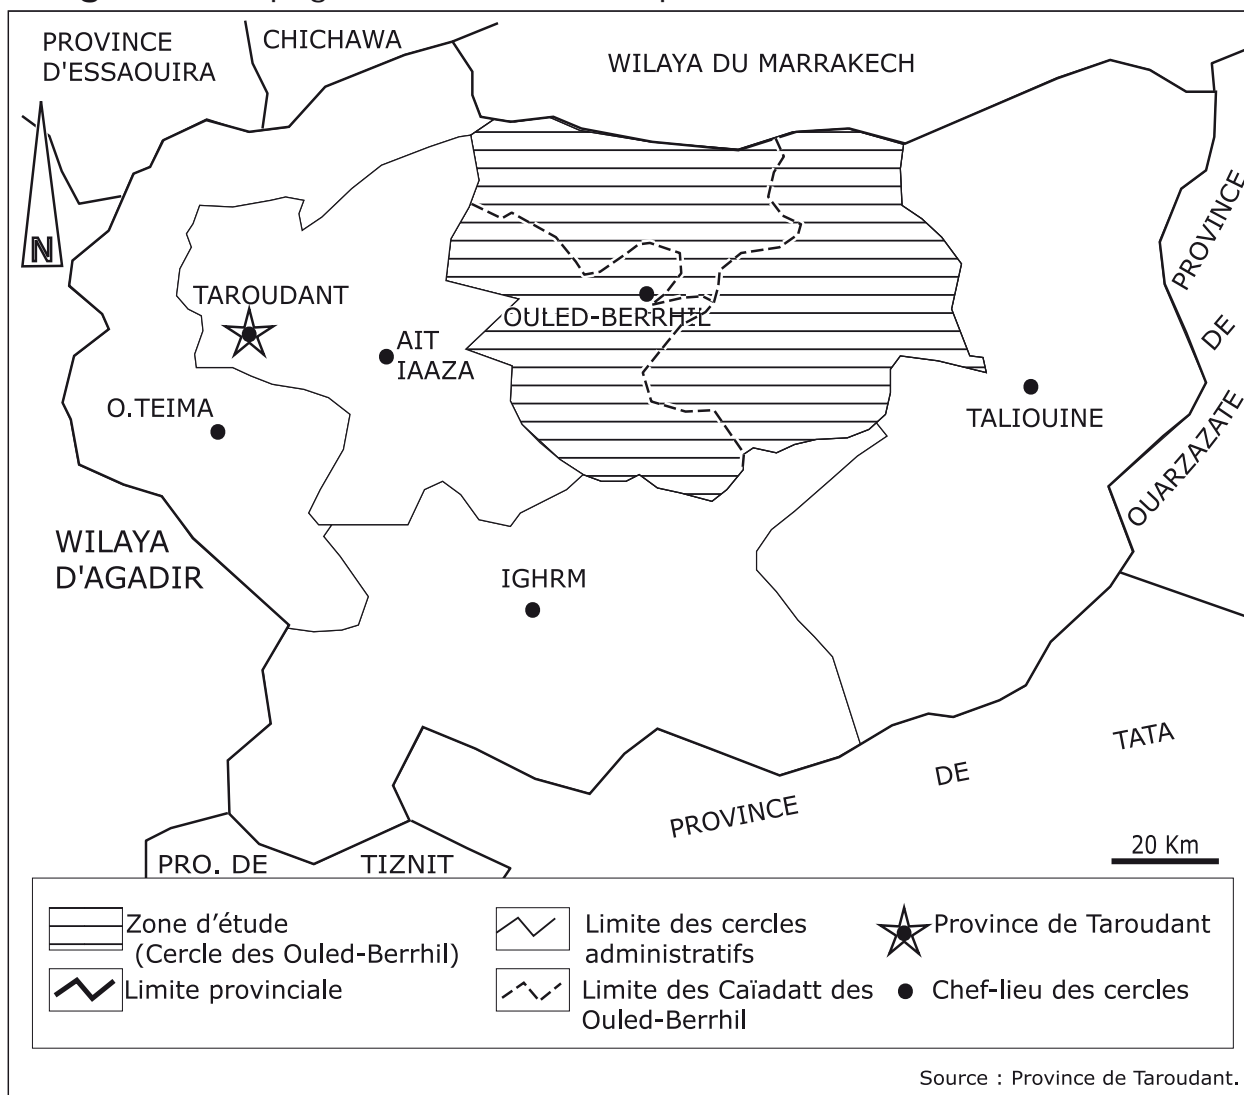 PROVINCE
D'ESSAOUIRA
CHICHAWA
WILAYA DU MARRAKECH
N
TAROUDANT
AIT
IAAZA
OULED-BERRHIL
O.TEIMA
TALIOUINE
PROVINCE
DE
OUARZAZATE
WILAYA
D'AGADIR
IGHRM
PROVINCE
DE
TATA
PRO. DE
TIZNIT
20 Km
Zone d'étude
(Cercle des Ouled-Berrhil)
Limite provinciale
Limite des cercles
administratifs
Limite des Caïadatt des
Ouled-Berrhil
Province de Taroudant
Chef-lieu des cercles
Source : Province de Taroudant.